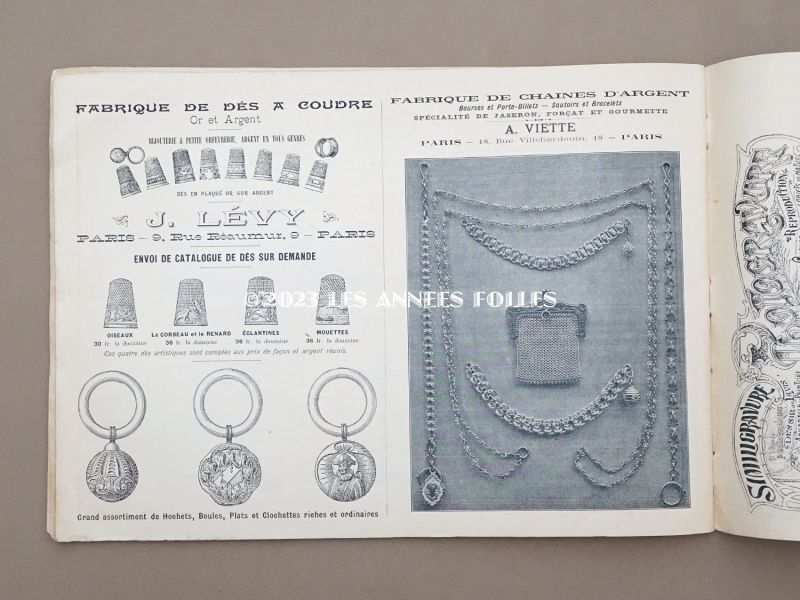 FABRIQUE DE DÉS A COUDRE
Or et Argent
BIJOUTERIE & PETITE ORFÈVRERIE, ARGENT EN TOUS GENRES
DÉS EN PLAQUÉ OR SUR ARGENT
J. LÉVY
PARIS — 9, Rue Réaumur, 9 — PARIS
ENVOI DE CATALOGUE DE DÉS SUR DEMANDE
OISEAUX
30 fr. la douzaine
Le CORBEAU et le RENARD
36 fr. la douzaine
ÉGLANTINES
36 fr. la douzaine
MOUETTES
36 fr. la douzaine
Ces quatre dés artistiques sont comptés aux prix de façon et argent réunis.
Grand assortiment de Hochets, Boules, Plats et Clochettes riches et ordinaires
FABRIQUE DE CHAINES D'ARGENT
Bourses et Porte-Billets — Sautoirs et Bracelets
SPÉCIALITÉ DE JASERON, FORÇAT ET GOURMETTE
A. VIETTE
PARIS — 48, Rue Villehardouin, 48 — PARIS
©2023 LES ANNEES FOLLES
PHOTOGRAVURE
REPRODUCTION
SIMILIGRAVURE